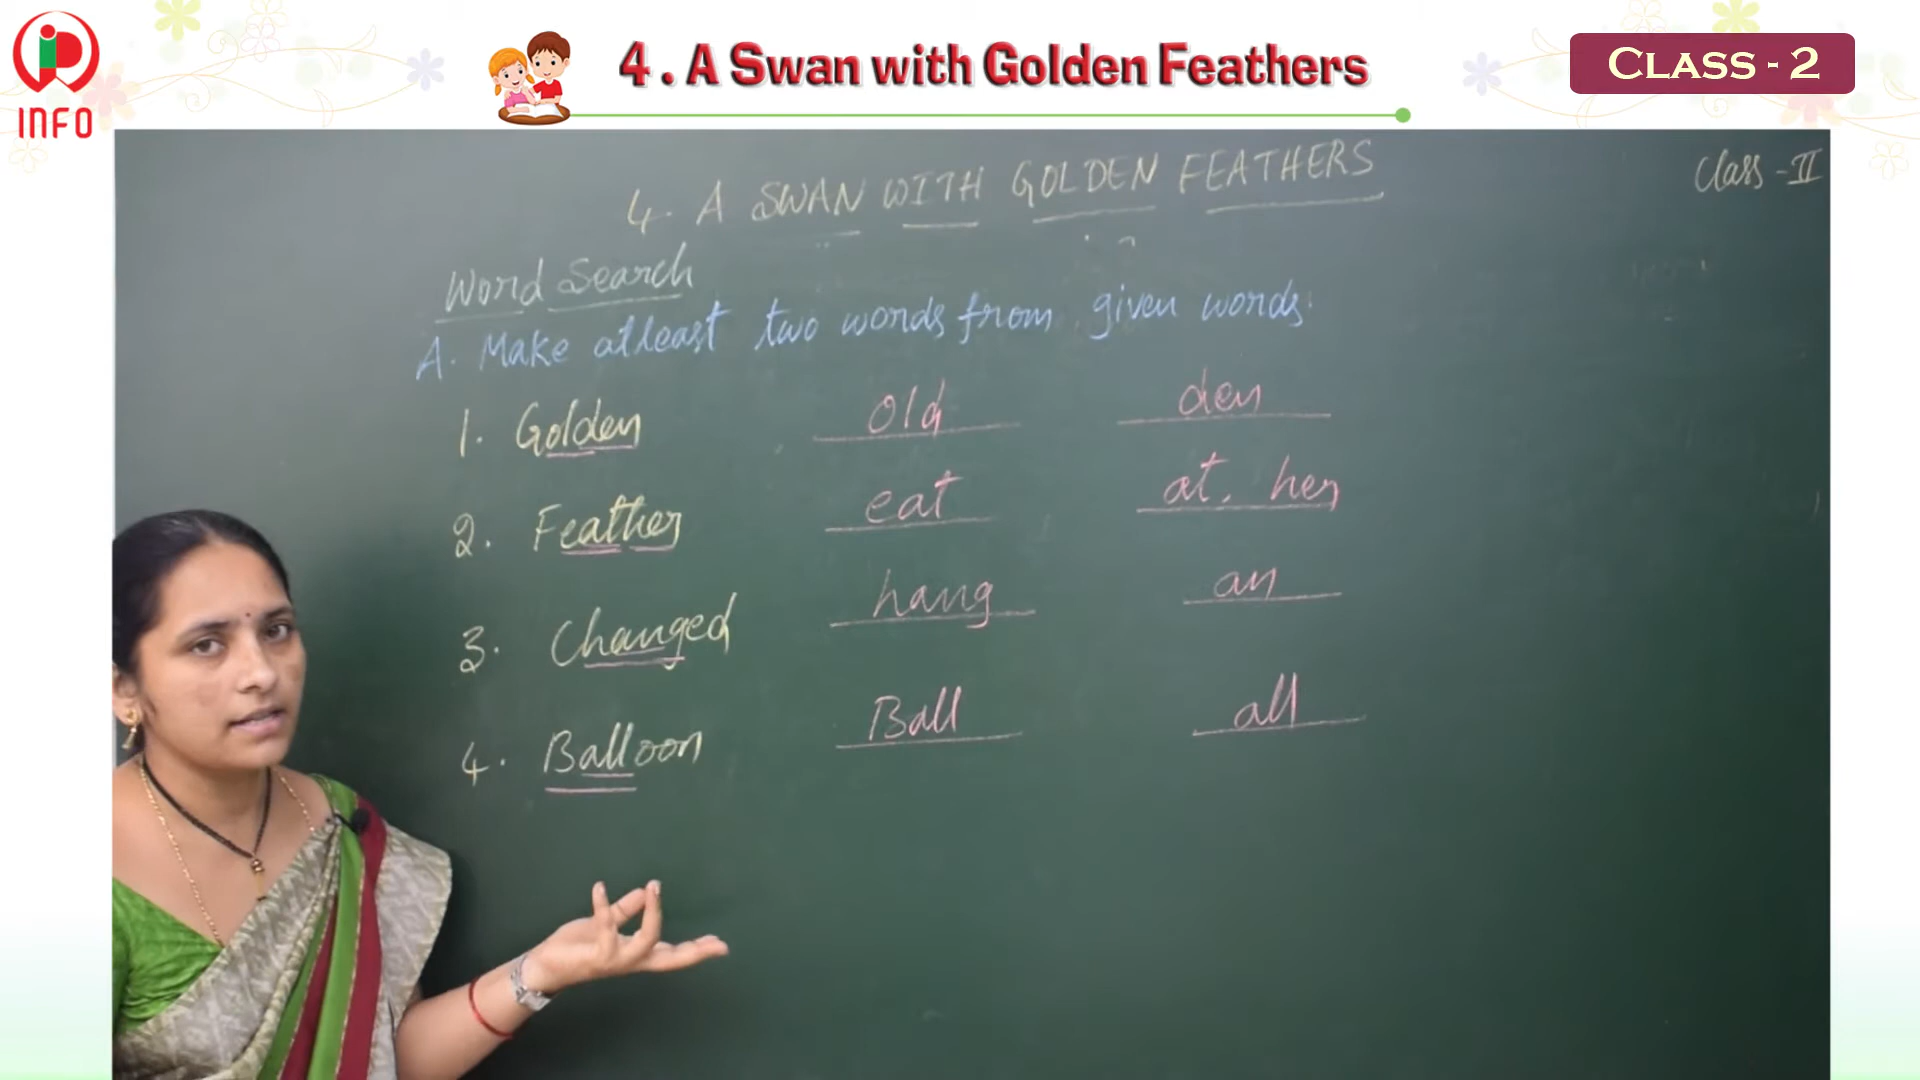 INFO
4. A Swan with Golden Feathers
CLASS - 2
4. A SWAN WITH GOLDEN FEATHERS
Class - II
Word Search
A. Make atleast two words from given words.
1. Golden old den
2. Feather eat at, her
3. Changed hang an
4. Balloon Ball all